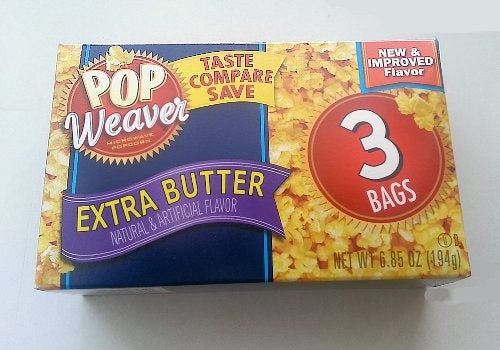 POP
Weaver
MICROWAVE
POPCORN
TASTE
COMPARE
SAVE
NEW &
IMPROVED
Flavor
3
BAGS
EXTRA BUTTER
NATURAL & ARTIFICIAL FLAVOR
NET WT 6.85 OZ (194g)